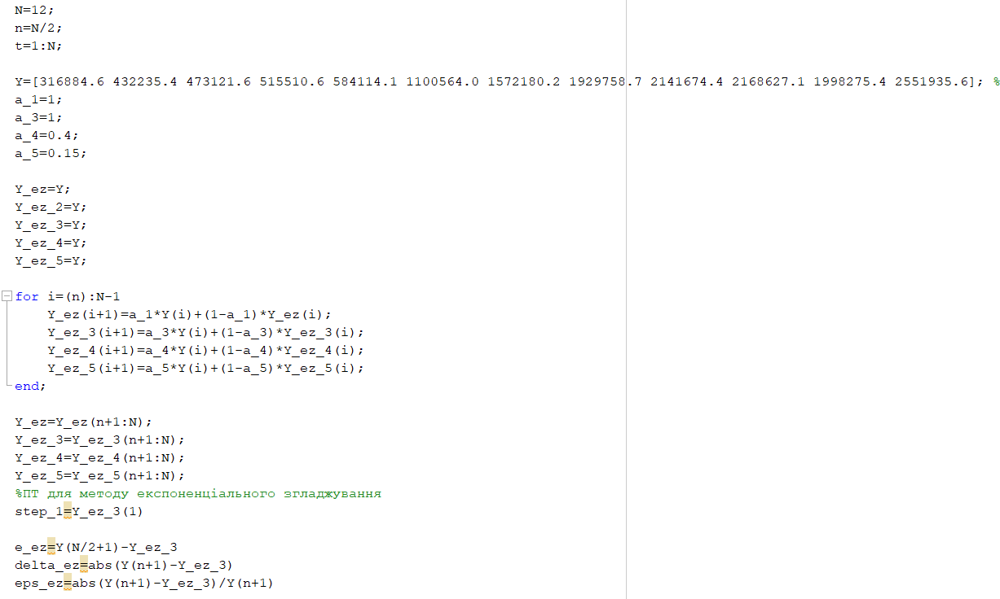 N=12;
n=N/2;
t=1:N;
Y=[316884.6 432235.4 473121.6 515510.6 584114.1 1100564.0 1572180.2 1929758.7 2141674.4 2168627.1 1998275.4 2551935.6]; %
a_1=1;
a_3=1;
a_4=0.4;
a_5=0.15;
Y_ez=Y;
Y_ez_2=Y;
Y_ez_3=Y;
Y_ez_4=Y;
Y_ez_5=Y;
for i=(n):N-1
Y_ez(i+1)=a_1*Y(i)+(1-a_1)*Y_ez(i);
Y_ez_3(i+1)=a_3*Y(i)+(1-a_3)*Y_ez_3(i);
Y_ez_4(i+1)=a_4*Y(i)+(1-a_4)*Y_ez_4(i);
Y_ez_5(i+1)=a_5*Y(i)+(1-a_5)*Y_ez_5(i);
end;
Y_ez=Y_ez(n+1:N);
Y_ez_3=Y_ez_3(n+1:N);
Y_ez_4=Y_ez_4(n+1:N);
Y_ez_5=Y_ez_5(n+1:N);
%ПТ для методу експоненціального згладжування
step_1=Y_ez_3(1)
e_ez=Y(N/2+1)-Y_ez_3
delta_ez=abs(Y(n+1)-Y_ez_3)
eps_ez=abs(Y(n+1)-Y_ez_3)/Y(n+1)